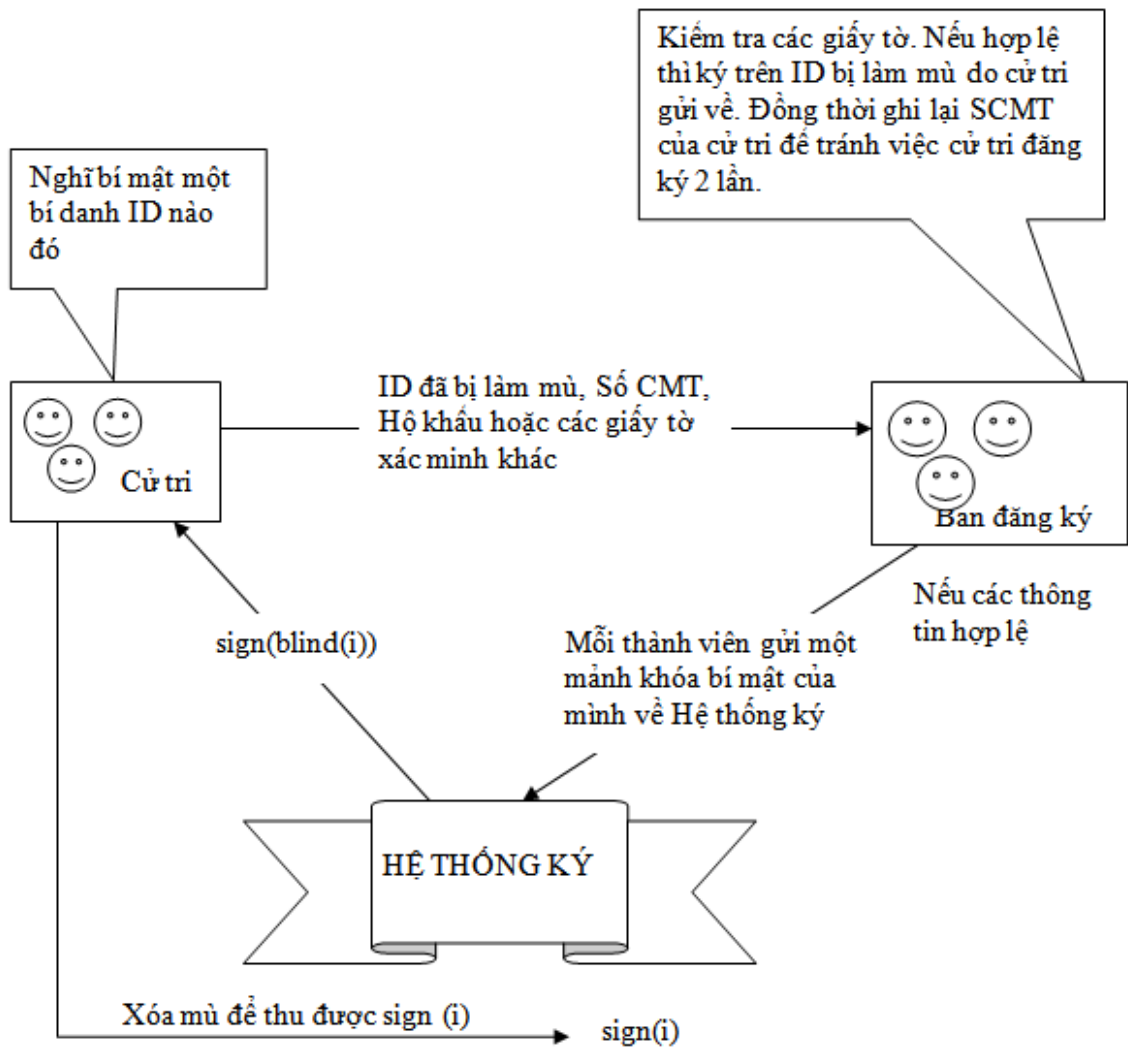 Kiểm tra các giấy tờ. Nếu hợp lệ
thì ký trên ID bị làm mù do cử tri
gửi về. Đồng thời ghi lại SCMT
của cử tri để tránh việc cử tri đăng
ký 2 lần.
Nghĩ bí mật một
bí danh ID nào
đó
ID đã bị làm mù, Số CMT,
Hộ khẩu hoặc các giấy tờ
xác minh khác
Cử tri
Ban đăng ký
Nếu các thông
tin hợp lệ
sign(blind(i))
Mỗi thành viên gửi một
mảnh khóa bí mật của
mình về Hệ thống ký
HỆ THỐNG KÝ
Xóa mù để thu được sign (i)
sign(i)